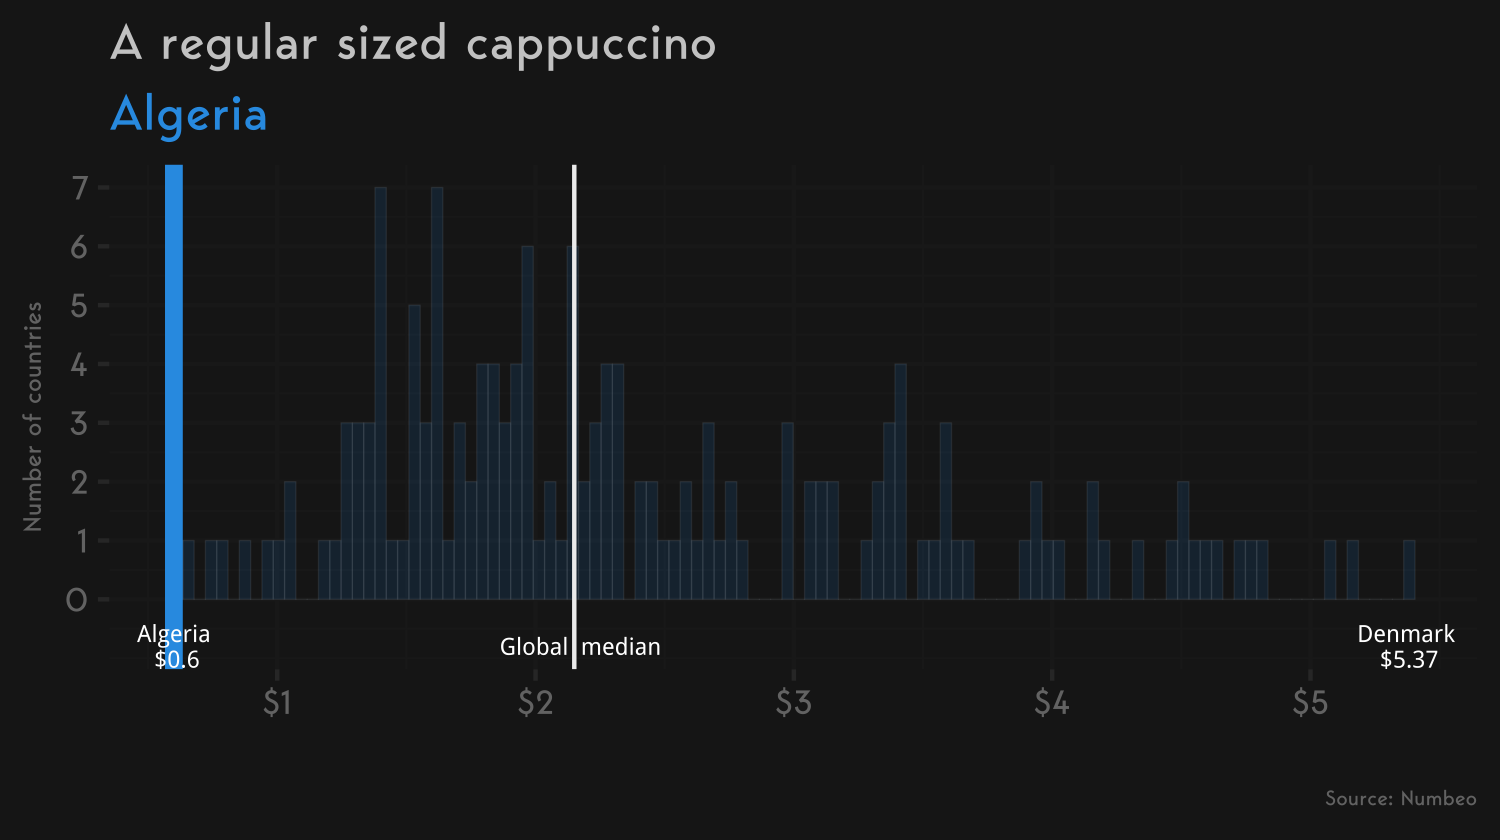 A regular sized cappuccino
Algeria
Number of countries
7
6
5
4
3
2
1
0
Algeria
$0.6
Global median
Denmark
$5.37
$1 $2 $3 $4 $5
Source: Numbeo